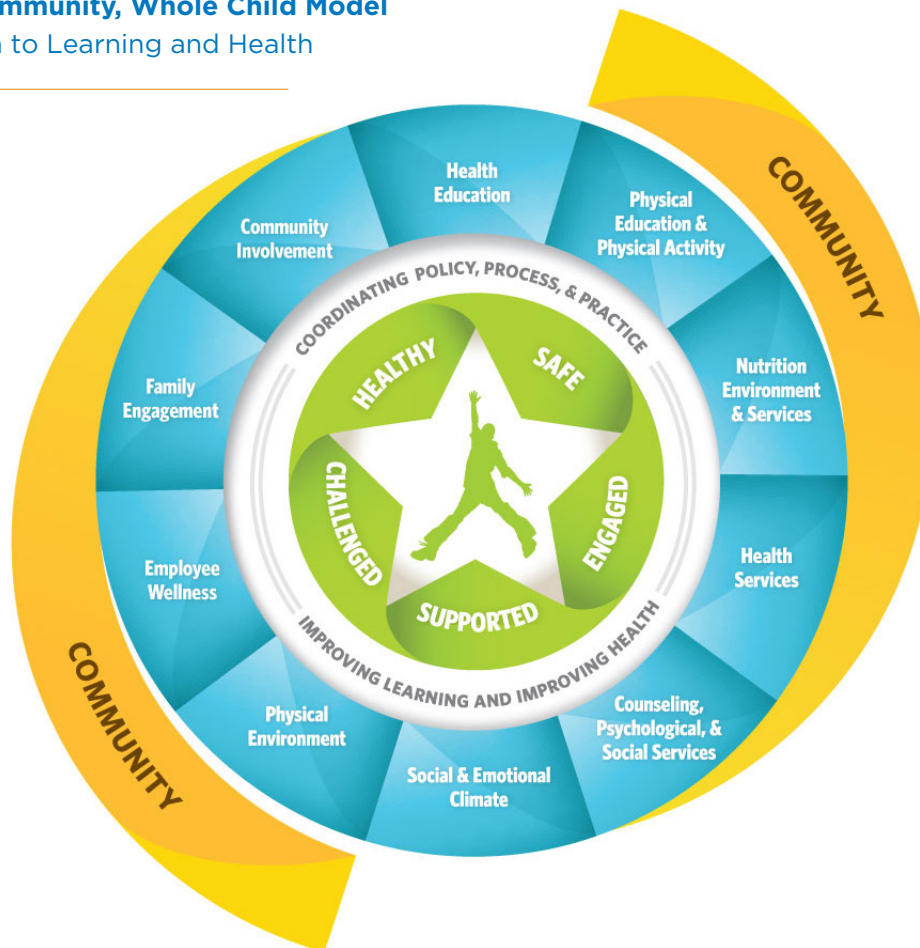 ommunity, Whole Child Model
to Learning and Health
COMMUNITY
Health
Education
Physical
Education &
Physical Activity
Nutrition
Environment
& Services
Health
Services
Counseling,
Psychological, &
Social Services
Social & Emotional
Climate
Physical
Environment
Employee
Wellness
Family
Engagement
Community
Involvement
COORDINATING POLICY, PROCESS, & PRACTICE
IMPROVING LEARNING AND IMPROVING HEALTH
HEALTHY
SAFE
ENGAGED
SUPPORTED
CHALLENGED
COMMUNITY